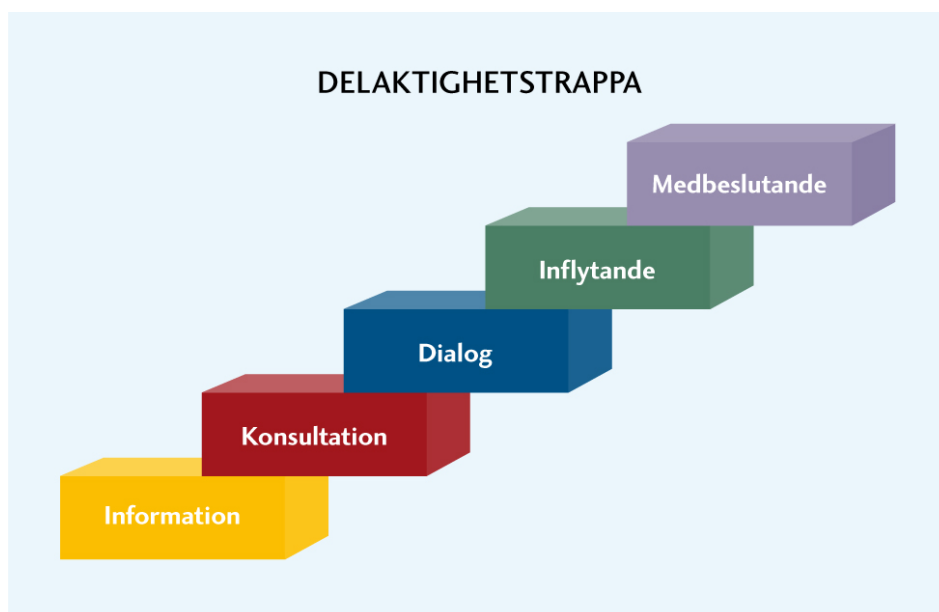 DELAKTIGHETSTRAPPA
Medbeslutande
Inflytande
Dialog
Konsultation
Information